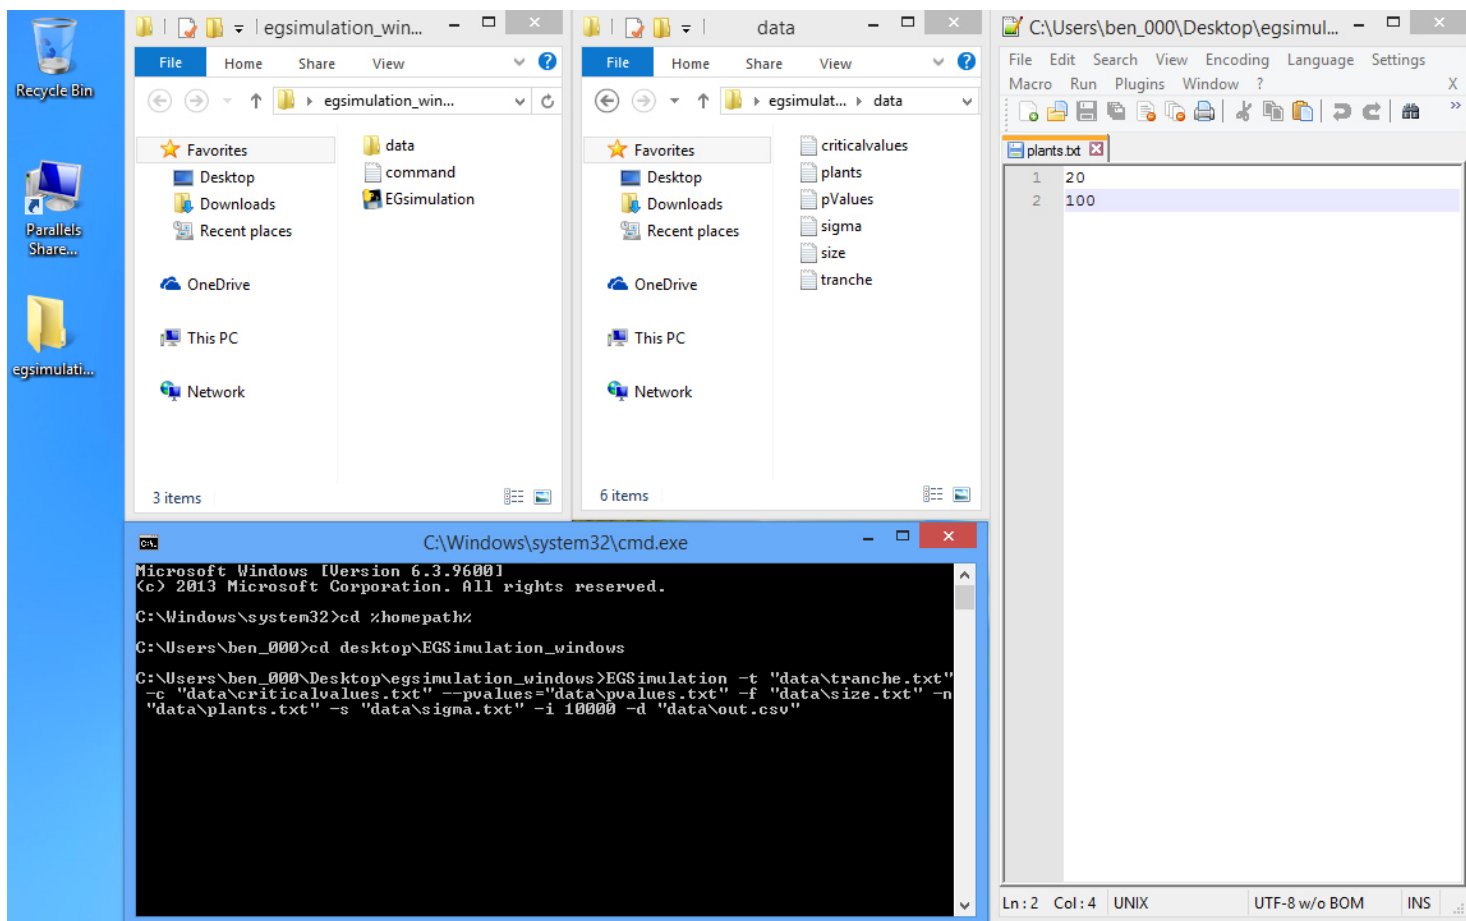 Recycle Bin
Parallels
Share...
egsimulati...
egsimulation_win...
File Home Share View
egsimulation_win...
Favorites
Desktop
Downloads
Recent places
OneDrive
This PC
Network
data
command
EGsimulation
3 items
data
File Home Share View
egsimulat... data
Favorites
Desktop
Downloads
Recent places
OneDrive
This PC
Network
criticalvalues
plants
pValues
sigma
size
tranche
6 items
C:\Users\ben_000\Desktop\egsimul...
File Edit Search View Encoding Language Settings
Macro Run Plugins Window ? X
plants.txt
1 20
2 100
Ln:2 Col:4 UNIX UTF-8 w/o BOM INS
C:\Windows\system32\cmd.exe
Microsoft Windows [Version 6.3.9600]
(c) 2013 Microsoft Corporation. All rights reserved.
C:\Windows\system32>cd %homepath%
C:\Users\ben_000>cd desktop\EGSimulation_windows
C:\Users\ben_000\Desktop\egsimulation_windows>EGSimulation -t "data\tranche.txt"
-c "data\criticalvalues.txt" --pvalues="data\pvalues.txt" -f "data\size.txt" -n
"data\plants.txt" -s "data\sigma.txt" -i 10000 -d "data\out.csv"